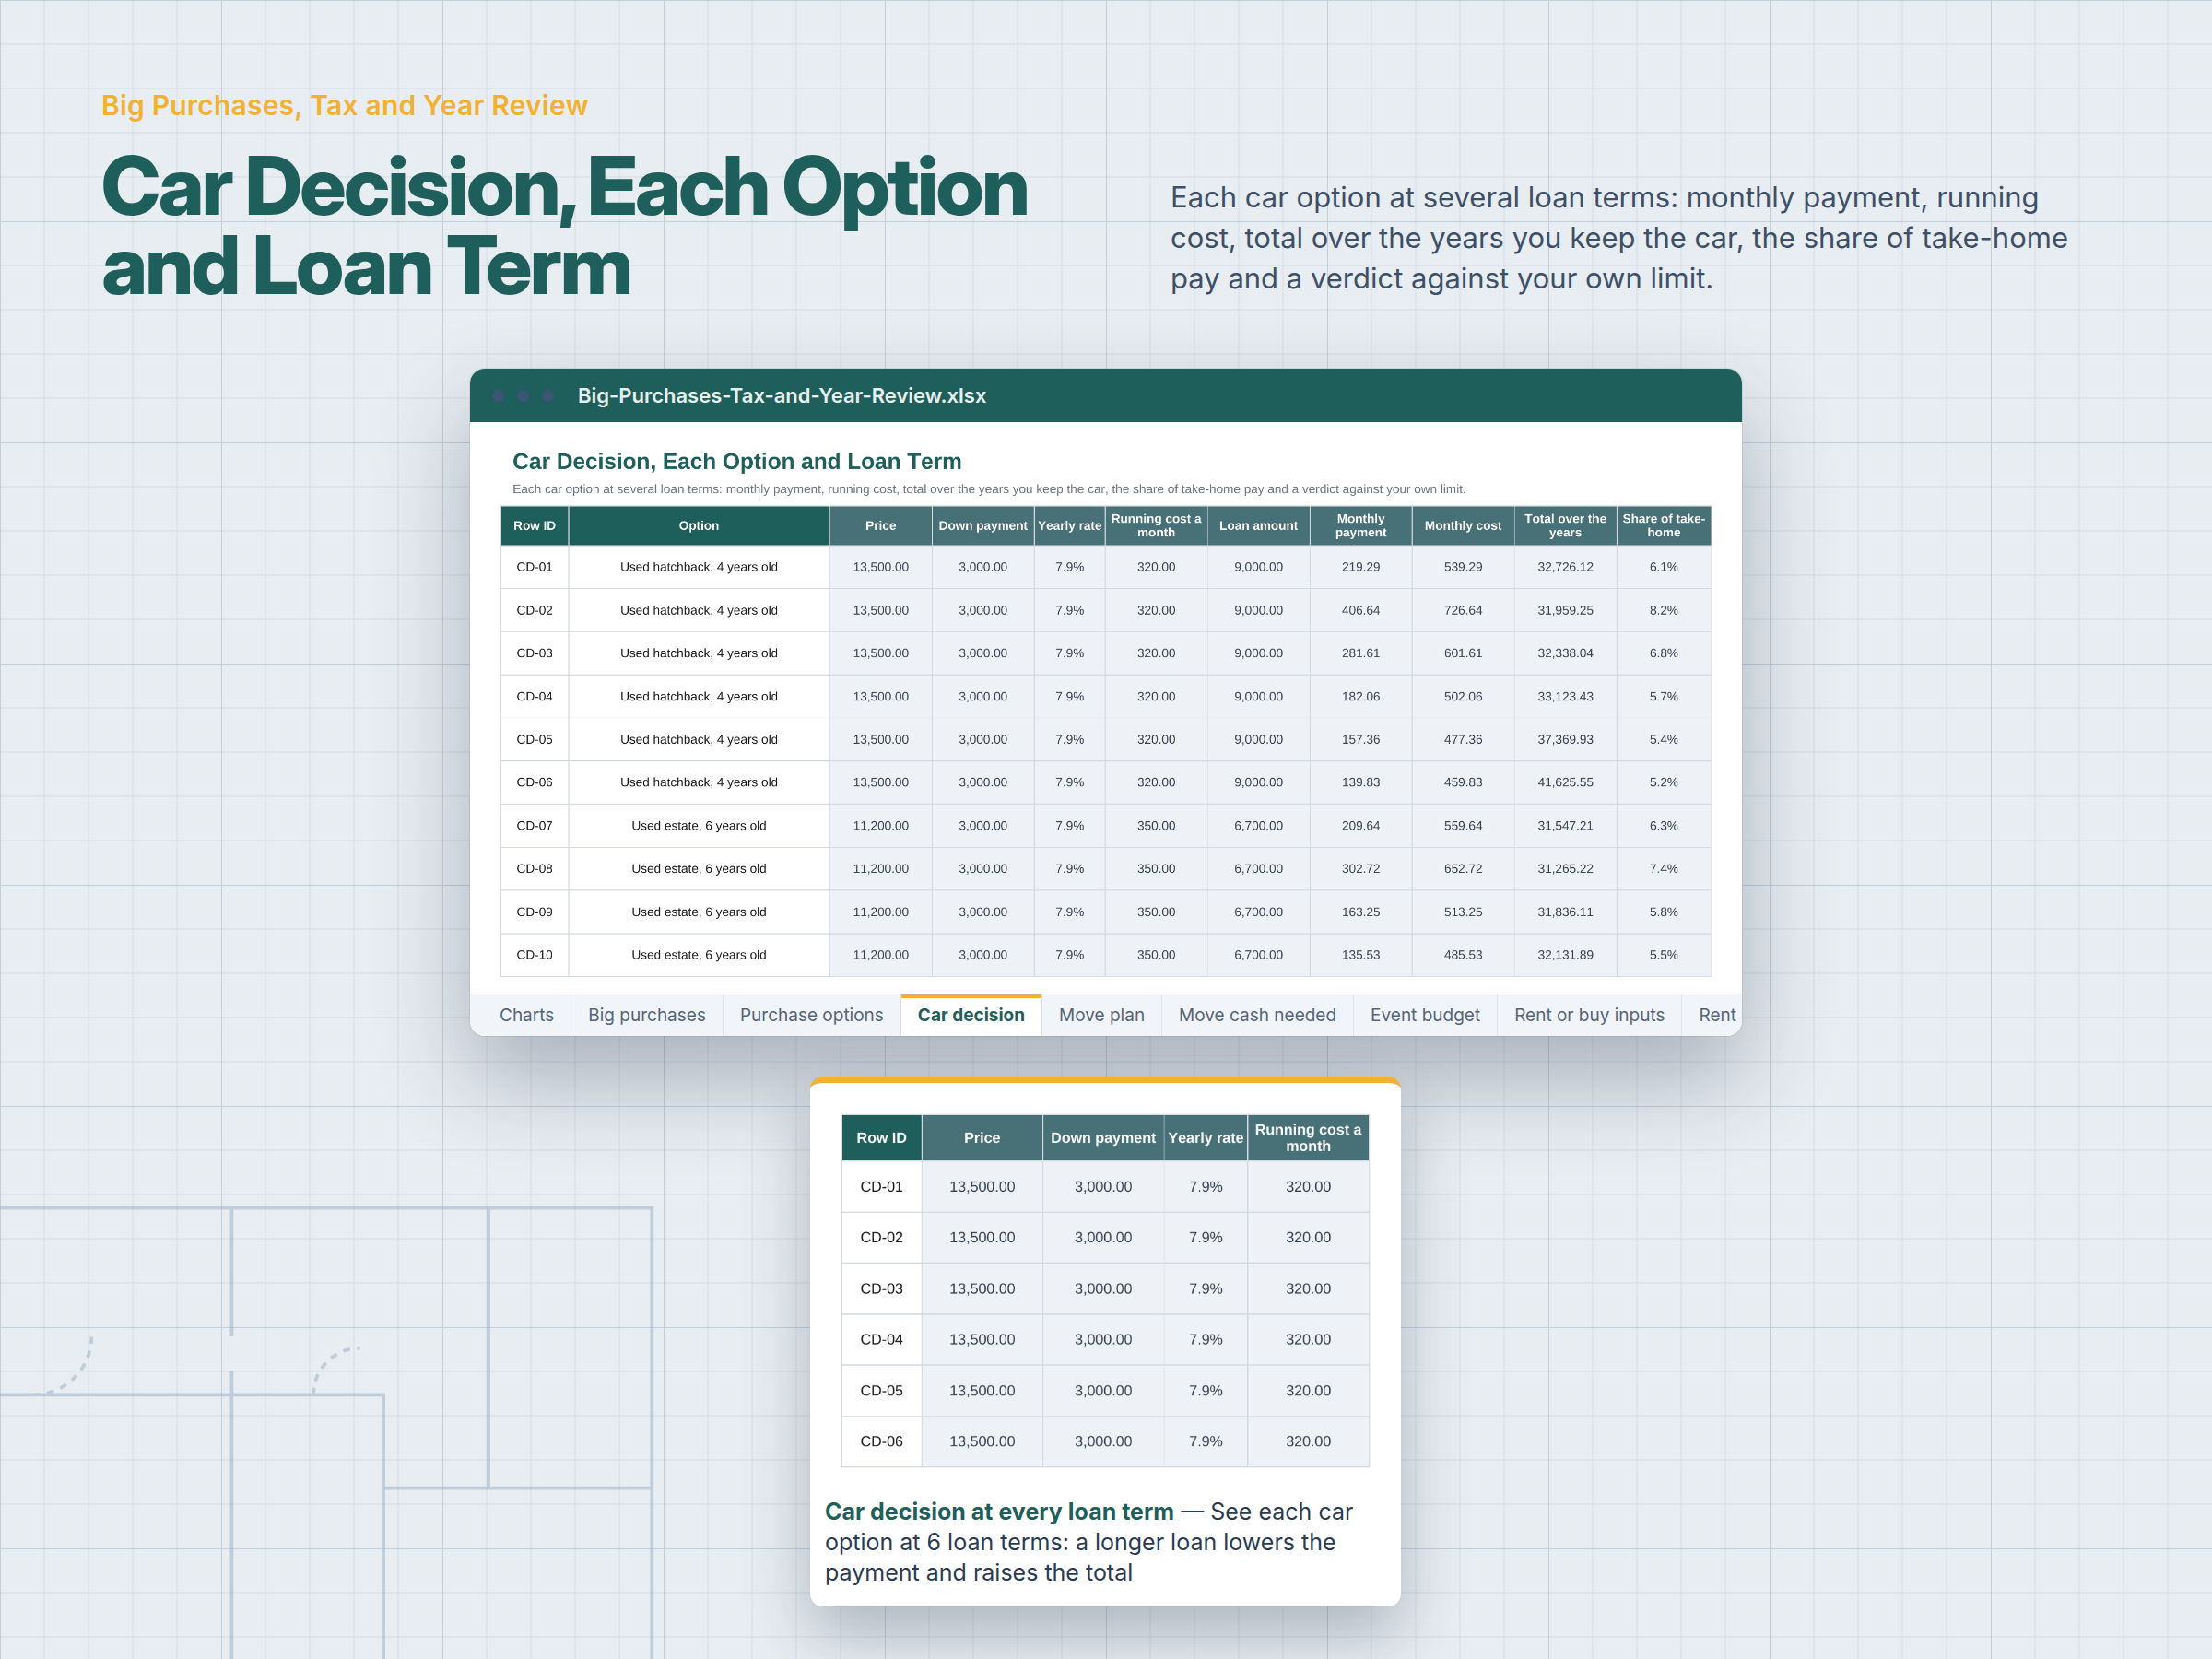 Big Purchases, Tax and Year Review
Car Decision, Each Option
and Loan Term
Each car option at several loan terms: monthly payment, running
cost, total over the years you keep the car, the share of take-home
pay and a verdict against your own limit.
Big-Purchases-Tax-and-Year-Review.xlsx
Car Decision, Each Option and Loan Term
Each car option at several loan terms: monthly payment, running cost, total over the years you keep the car, the share of take-home pay and a verdict against your own limit.
Row ID Option Price Down payment Yearly rate Running cost a month Loan amount Monthly payment Monthly cost Total over the years Share of take-home
CD-01 Used hatchback, 4 years old 13,500.00 3,000.00 7.9% 320.00 9,000.00 219.29 539.29 32,726.12 6.1%
CD-02 Used hatchback, 4 years old 13,500.00 3,000.00 7.9% 320.00 9,000.00 406.64 726.64 31,959.25 8.2%
CD-03 Used hatchback, 4 years old 13,500.00 3,000.00 7.9% 320.00 9,000.00 281.61 601.61 32,338.04 6.8%
CD-04 Used hatchback, 4 years old 13,500.00 3,000.00 7.9% 320.00 9,000.00 182.06 502.06 33,123.43 5.7%
CD-05 Used hatchback, 4 years old 13,500.00 3,000.00 7.9% 320.00 9,000.00 157.36 477.36 37,369.93 5.4%
CD-06 Used hatchback, 4 years old 13,500.00 3,000.00 7.9% 320.00 9,000.00 139.83 459.83 41,625.55 5.2%
CD-07 Used estate, 6 years old 11,200.00 3,000.00 7.9% 350.00 6,700.00 209.64 559.64 31,547.21 6.3%
CD-08 Used estate, 6 years old 11,200.00 3,000.00 7.9% 350.00 6,700.00 302.72 652.72 31,265.22 7.4%
CD-09 Used estate, 6 years old 11,200.00 3,000.00 7.9% 350.00 6,700.00 163.25 513.25 31,836.11 5.8%
CD-10 Used estate, 6 years old 11,200.00 3,000.00 7.9% 350.00 6,700.00 135.53 485.53 32,131.89 5.5%
Charts Big purchases Purchase options Car decision Move plan Move cash needed Event budget Rent or buy inputs Rent
Row ID Price Down payment Yearly rate Running cost a month
CD-01 13,500.00 3,000.00 7.9% 320.00
CD-02 13,500.00 3,000.00 7.9% 320.00
CD-03 13,500.00 3,000.00 7.9% 320.00
CD-04 13,500.00 3,000.00 7.9% 320.00
CD-05 13,500.00 3,000.00 7.9% 320.00
CD-06 13,500.00 3,000.00 7.9% 320.00
Car decision at every loan term — See each car
option at 6 loan terms: a longer loan lowers the
payment and raises the total